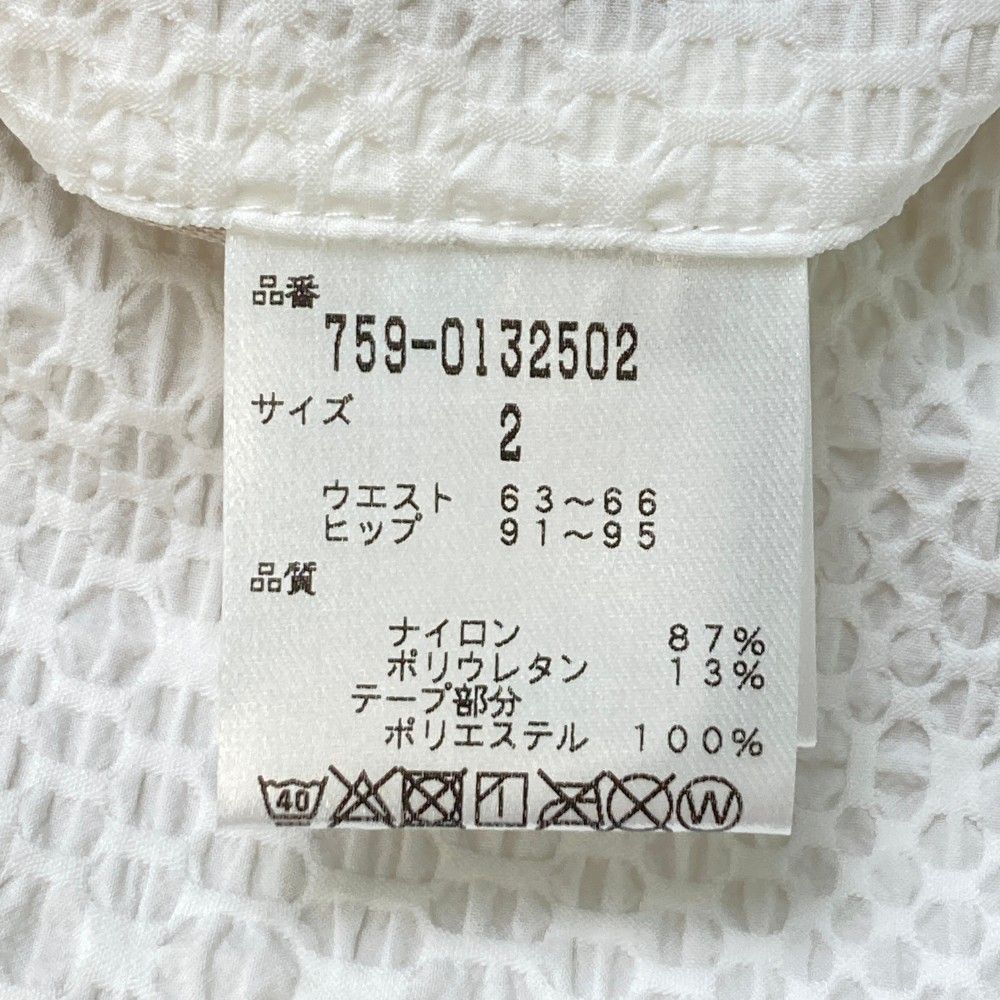 品番
759-0132502
サイズ
2
ウエスト 63～66
ヒップ 91～95
品質
ナイロン 87%
ポリウレタン 13%
テープ部分
ポリエステル 100%
40 W